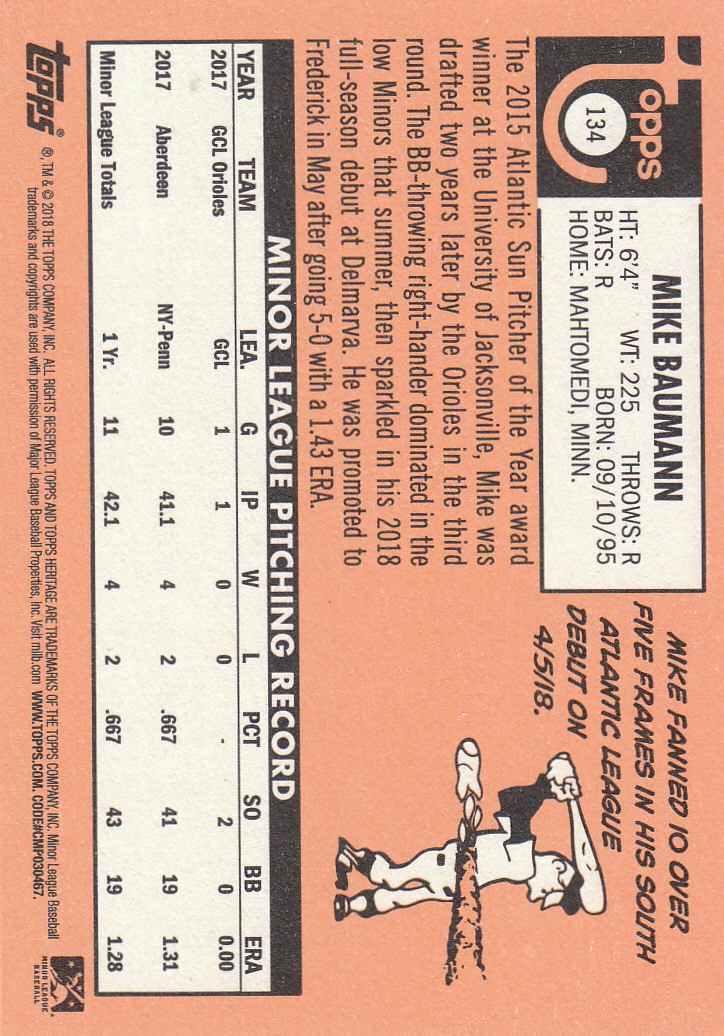 topps
134
MIKE BAUMANN
HT: 6'4" WT: 225 THROWS: R
BATS: R BORN: 09/10/95
HOME: MAHTOMEDI, MINN.
The 2015 Atlantic Sun Pitcher of the Year award
winner at the University of Jacksonville, Mike was
drafted two years later by the Orioles in the third
round. The BB-throwing right-hander dominated in the
low Minors that summer, then sparkled in his 2018
full-season debut at Delmarva. He was promoted to
Frederick in May after going 5-0 with a 1.43 ERA.
MIKE FANNED 10 OVER
FIVE FRAMES IN HIS SOUTH
ATLANTIC LEAGUE
DEBUT ON
4/5/18.
MINOR LEAGUE PITCHING RECORD
YEAR TEAM LEA. G IP W L PCT SO BB ERA
2017 GCL Orioles GCL 1 1 0 0 - 2 0 0.00
2017 Aberdeen NY-Penn 10 41.1 4 2 .667 41 19 1.31
Minor League Totals 1 Yr. 11 42.1 4 2 .667 43 19 1.28
topps®
®, TM & © 2018 THE TOPPS COMPANY, INC. ALL RIGHTS RESERVED. TOPPS AND TOPPS HERITAGE ARE TRADEMARKS OF THE TOPPS COMPANY, INC. Minor League Baseball
trademarks and copyrights are used with permission of Major League Baseball Properties, Inc. Visit milb.com WWW.TOPPS.COM. CODE#CMP030467.
MINOR LEAGUE
BASEBALL